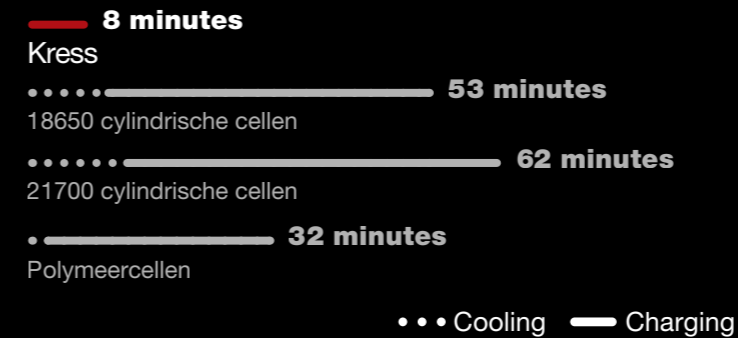 8 minutes
Kress
53 minutes
18650 cylindrische cellen
62 minutes
21700 cylindrische cellen
32 minutes
Polymeercellen
Cooling Charging